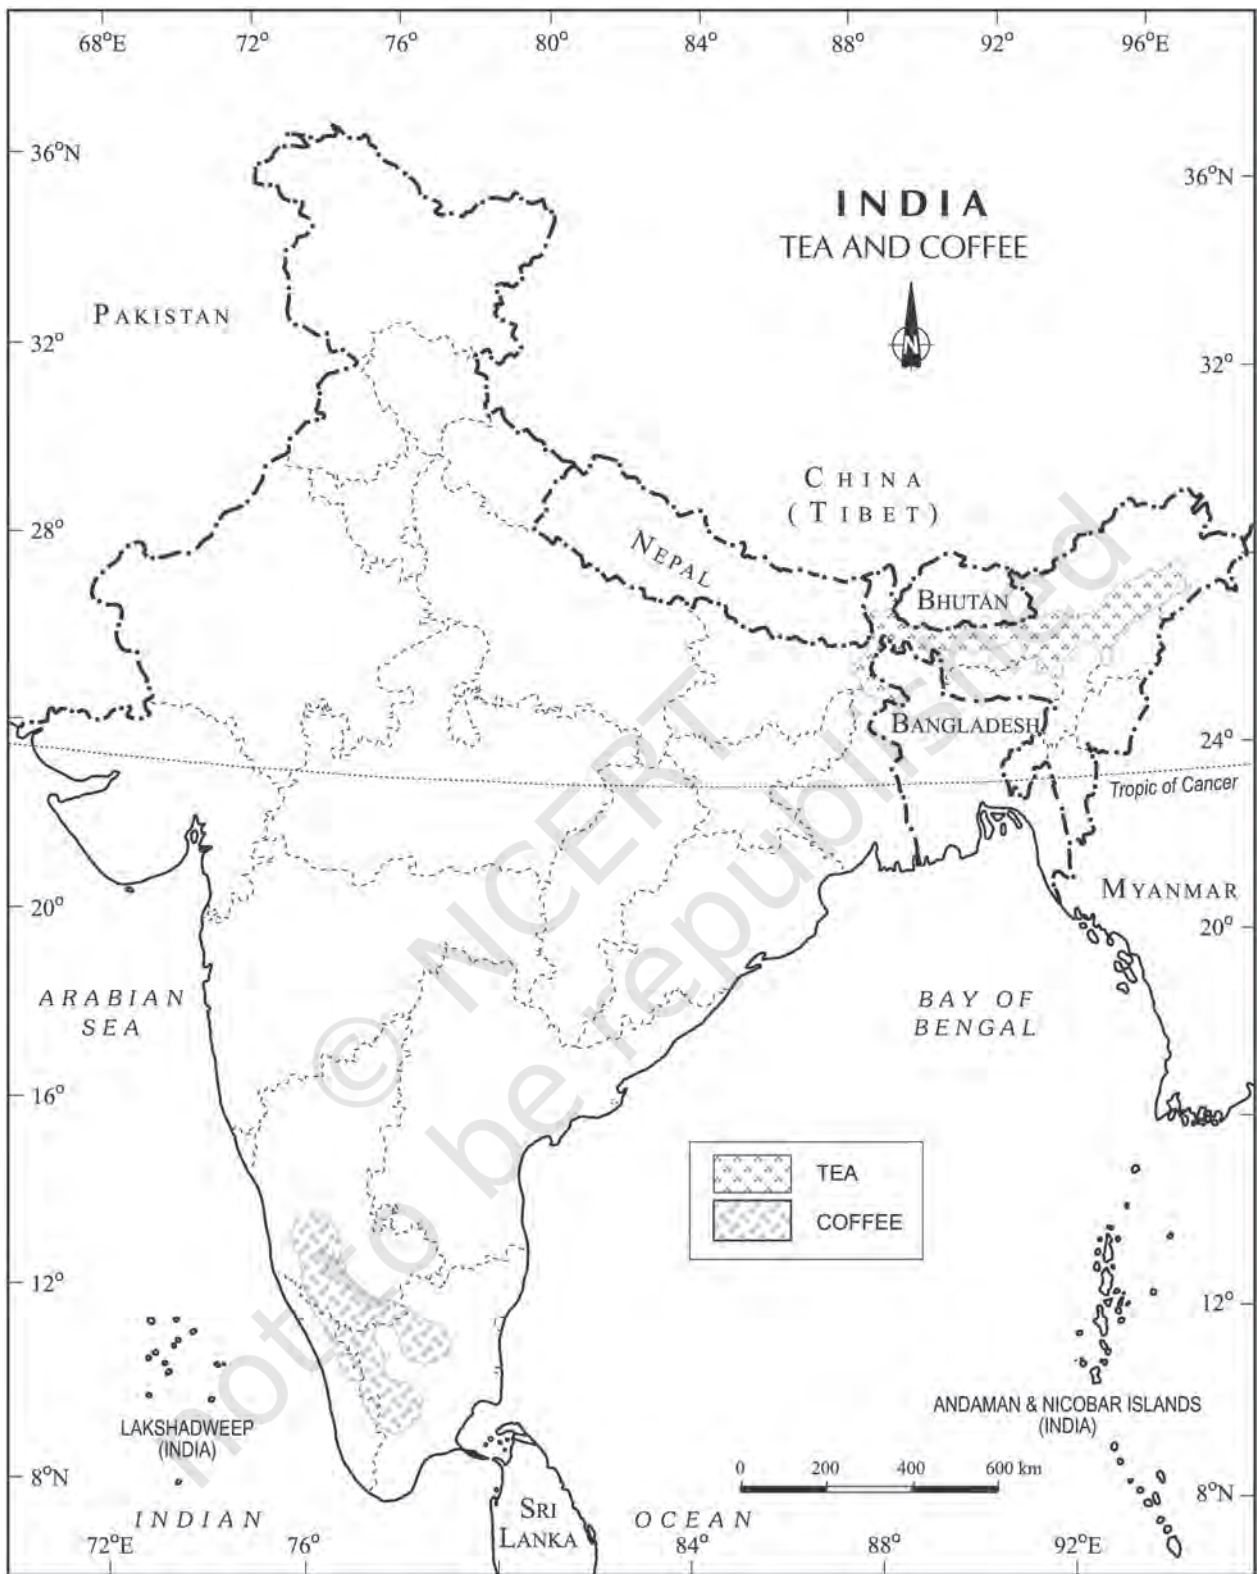 68°E 72° 76° 80° 84° 88° 92° 96°E
36°N
36°N
INDIA
TEA AND COFFEE
N
PAKISTAN
32°
32°
CHINA
(TIBET)
28°
28°
NEPAL
BHUTAN
BANGLADESH
24°
Tropic of Cancer
MYANMAR
20°
20°
ARABIAN
SEA
BAY OF
BENGAL
© NCERT
not to be republished
16°
TEA
COFFEE
12°
12°
LAKSHADWEEP
(INDIA)
ANDAMAN & NICOBAR ISLANDS
(INDIA)
8°N
0 200 400 600 km
8°N
SRI
LANKA
INDIAN OCEAN
72°E 76° 84° 88° 92°E